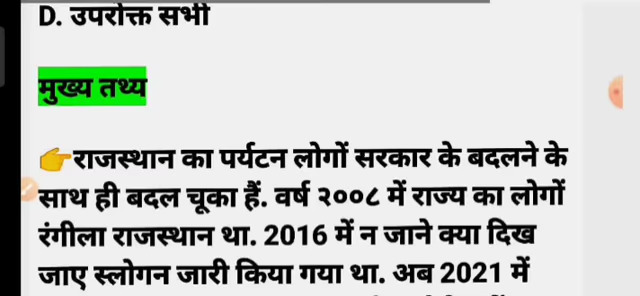 D. उपरोक्त सभी
मुख्य तथ्य
👉राजस्थान का पर्यटन लोगों सरकार के बदलने के
साथ ही बदल चूका हैं. वर्ष २००८ में राज्य का लोगों
रंगीला राजस्थान था. 2016 में न जाने क्या दिख
जाए स्लोगन जारी किया गया था. अब 2021 में